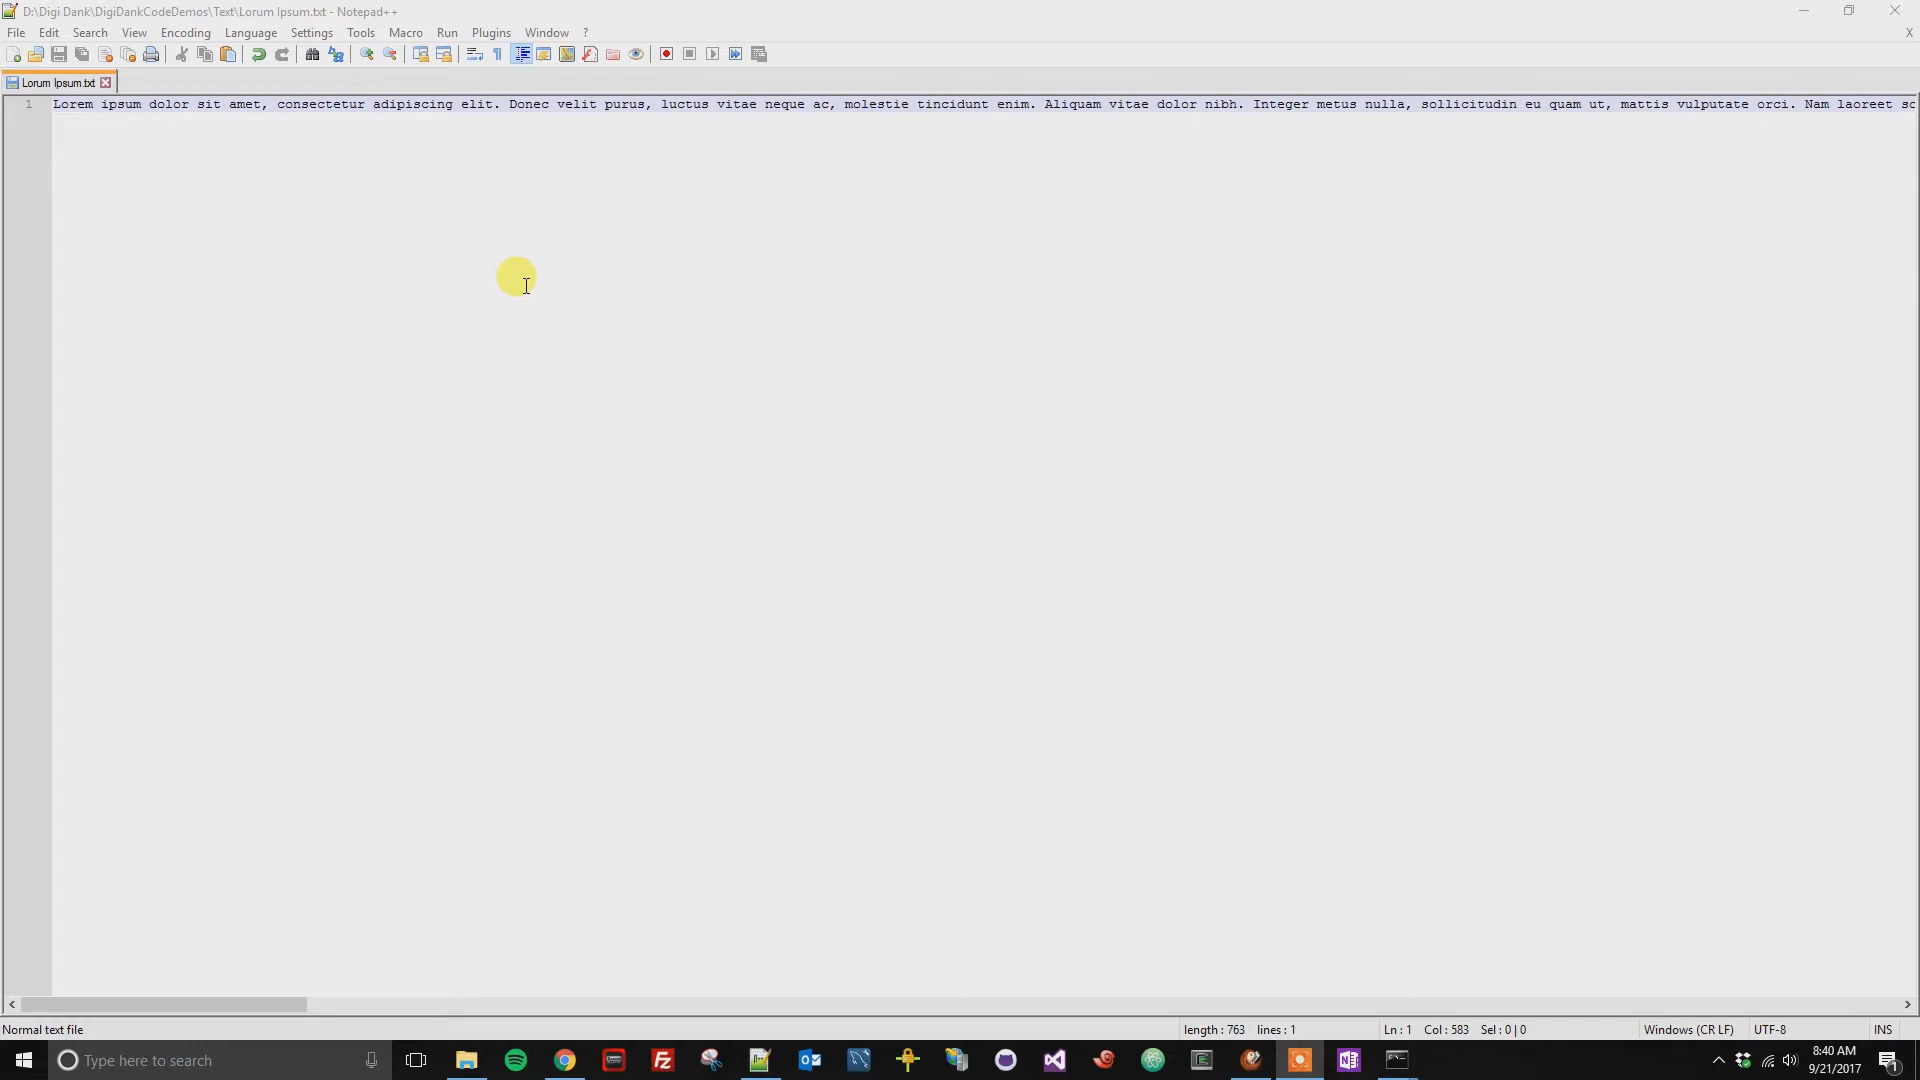 D:\Digi Dank\DigiDankCodeDemos\Text\Lorum Ipsum.txt - Notepad++
File Edit Search View Encoding Language Settings Tools Macro Run Plugins Window ? X
Lorum Ipsum.txt
1 Lorem ipsum dolor sit amet, consectetur adipiscing elit. Donec velit purus, luctus vitae neque ac, molestie tincidunt enim. Aliquam vitae dolor nibh. Integer metus nulla, sollicitudin eu quam ut, mattis vulputate orci. Nam laoreet sc
Normal text file length : 763 lines : 1 Ln : 1 Col : 583 Sel : 0 | 0 Windows (CR LF) UTF-8 INS
Type here to search
8:40 AM
9/21/2017